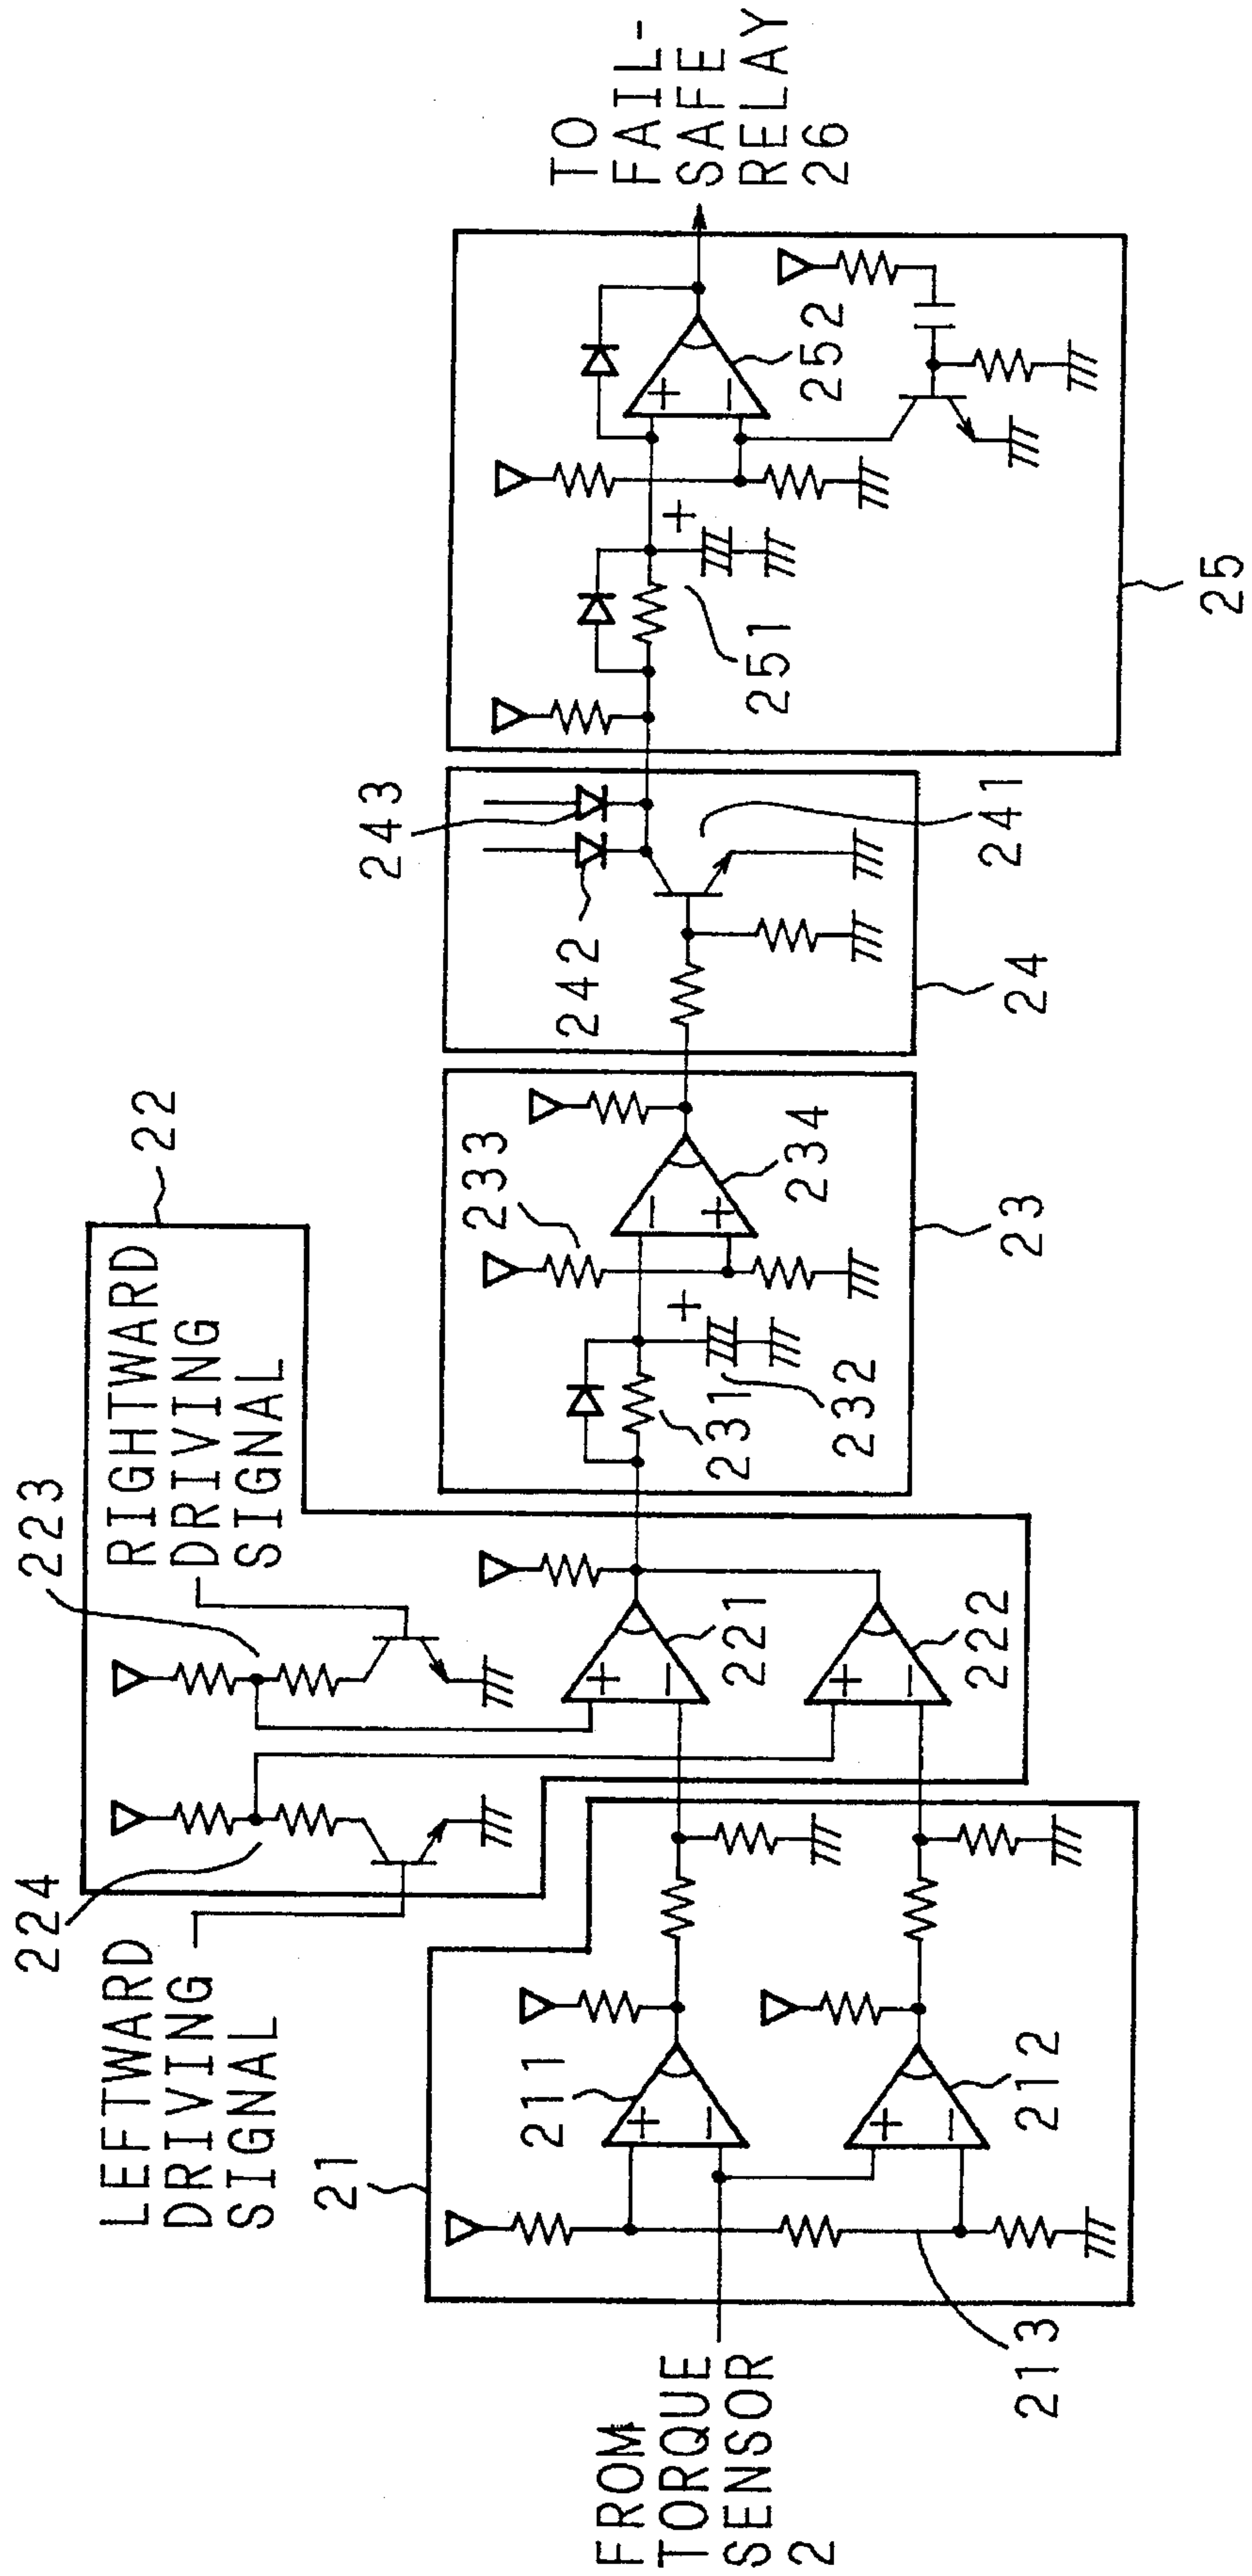 FROM
TORQUE
SENSOR
2
21
211
212
213
LEFTWARD
DRIVING
SIGNAL
224
223
RIGHTWARD
DRIVING
SIGNAL
22
+
−
+
−
+
−
221
+
−
222
231
232
+
233
−
+
234
23
242
243
241
24
251
+
+
−
252
25
TO
FAIL-
SAFE
RELAY
26